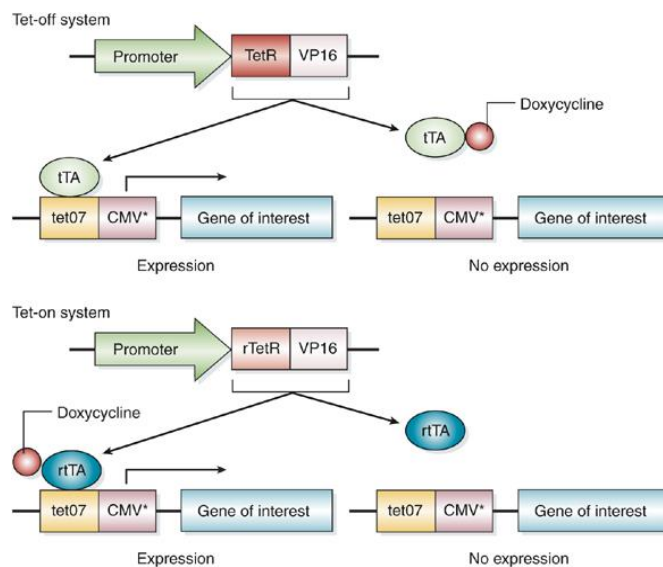 Tet-off system
Promoter TetR VP16
Doxycycline
tTA
tTA
tet07 CMV* Gene of interest tet07 CMV* Gene of interest
Expression No expression
Tet-on system
Promoter rTetR VP16
Doxycycline
rtTA
rtTA
tet07 CMV* Gene of interest tet07 CMV* Gene of interest
Expression No expression